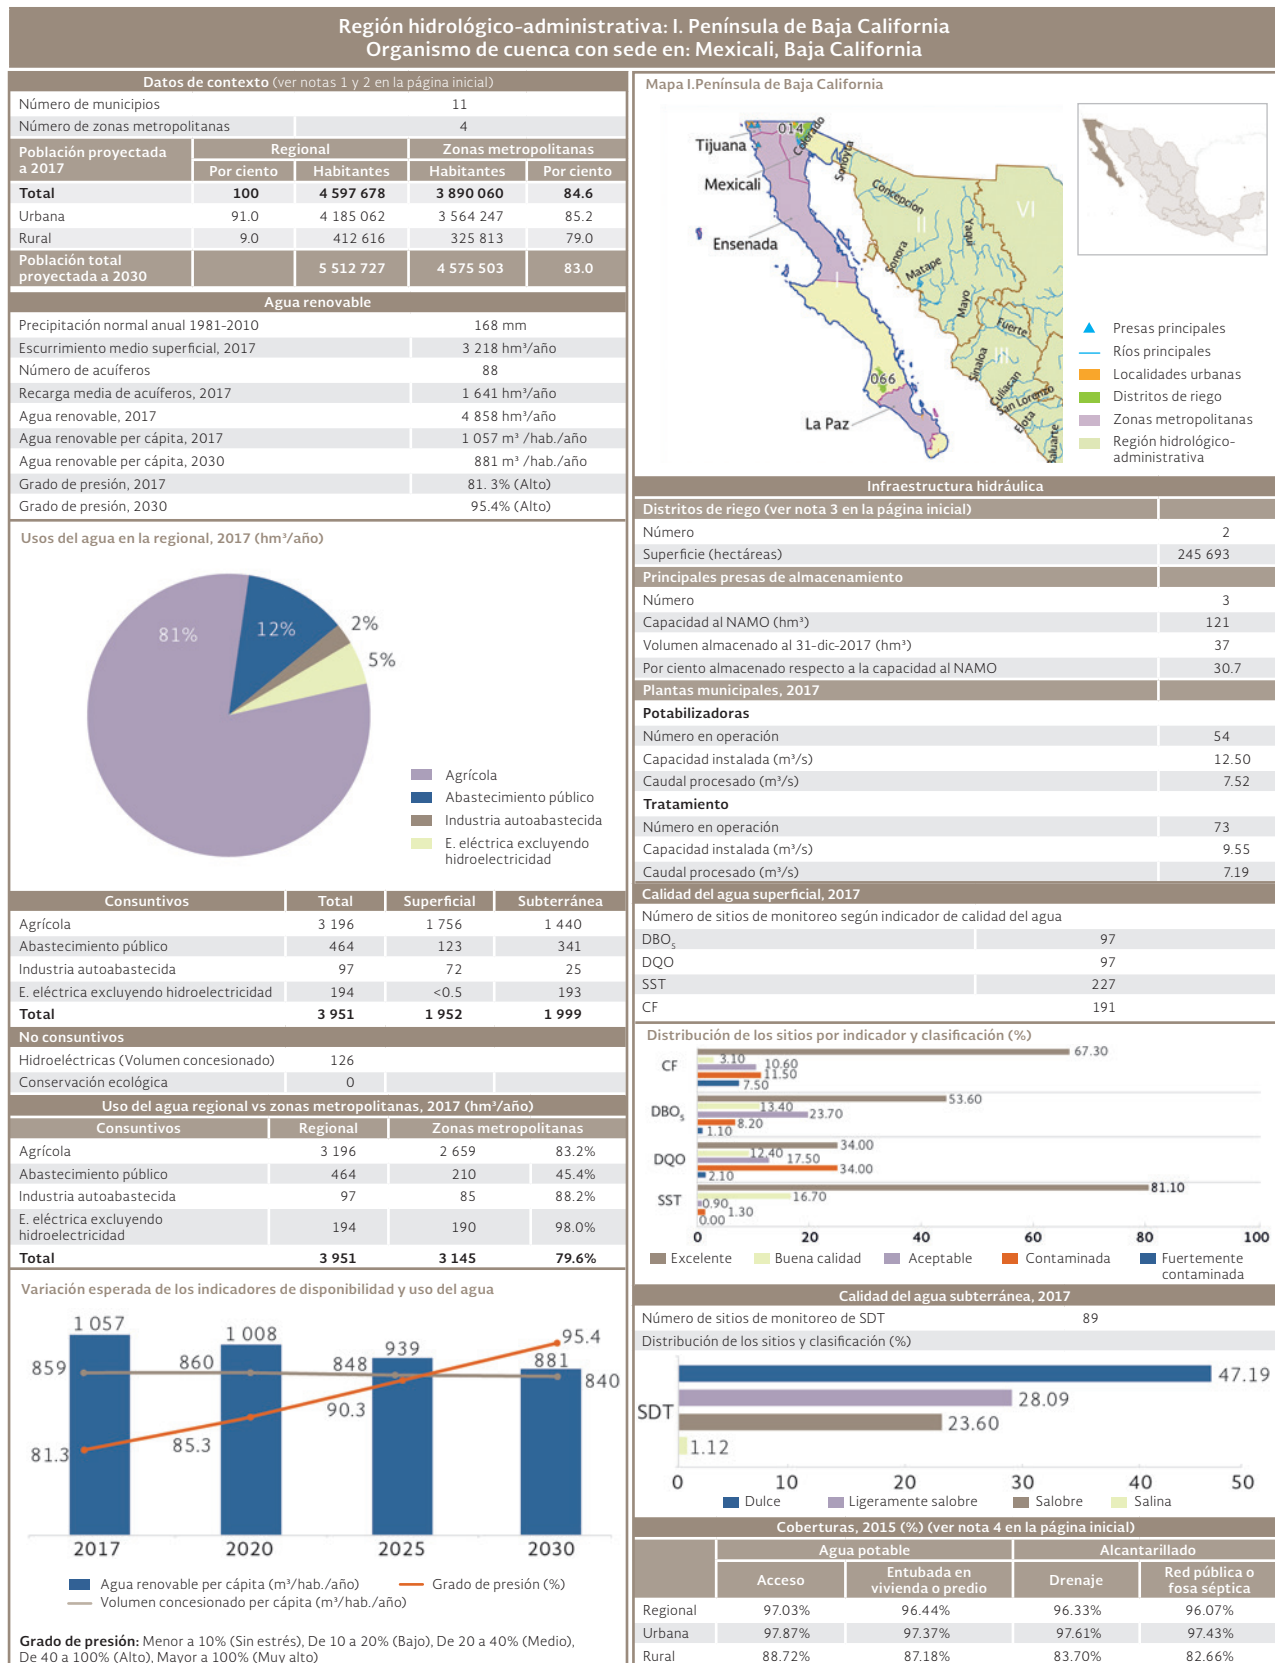 Región hidrológico-administrativa: I. Península de Baja California
Organismo de cuenca con sede en: Mexicali, Baja California
Datos de contexto (ver notas 1 y 2 en la página inicial)
Número de municipios 11
Número de zonas metropolitanas 4
Población proyectada a 2017 Regional Zonas metropolitanas
Por ciento Habitantes Habitantes Por ciento
Total 100 4 597 678 3 890 060 84.6
Urbana 91.0 4 185 062 3 564 247 85.2
Rural 9.0 412 616 325 813 79.0
Población total proyectada a 2030 5 512 727 4 575 503 83.0
Agua renovable
Precipitación normal anual 1981-2010 168 mm
Escurrimiento medio superficial, 2017 3 218 hm³/año
Número de acuíferos 88
Recarga media de acuíferos, 2017 1 641 hm³/año
Agua renovable, 2017 4 858 hm³/año
Agua renovable per cápita, 2017 1 057 m³ /hab./año
Agua renovable per cápita, 2030 881 m³ /hab./año
Grado de presión, 2017 81. 3% (Alto)
Grado de presión, 2030 95.4% (Alto)
Usos del agua en la regional, 2017 (hm³/año)
81%
12%
2%
5%
Agrícola
Abastecimiento público
Industria autoabastecida
E. eléctrica excluyendo
hidroelectricidad
Consuntivos Total Superficial Subterránea
Agrícola 3 196 1 756 1 440
Abastecimiento público 464 123 341
Industria autoabastecida 97 72 25
E. eléctrica excluyendo hidroelectricidad 194 <0.5 193
Total 3 951 1 952 1 999
No consuntivos
Hidroeléctricas (Volumen concesionado) 126
Conservación ecológica 0
Uso del agua regional vs zonas metropolitanas, 2017 (hm³/año)
Consuntivos Regional Zonas metropolitanas
Agrícola 3 196 2 659 83.2%
Abastecimiento público 464 210 45.4%
Industria autoabastecida 97 85 88.2%
E. eléctrica excluyendo
hidroelectricidad 194 190 98.0%
Total 3 951 3 145 79.6%
Variación esperada de los indicadores de disponibilidad y uso del agua
1 057 1 008 939 881
859 860 848 840
81.3 85.3 90.3 95.4
2017 2020 2025 2030
Agua renovable per cápita (m³/hab./año) Grado de presión (%)
Volumen concesionado per cápita (m³/hab./año)
Grado de presión: Menor a 10% (Sin estrés), De 10 a 20% (Bajo), De 20 a 40% (Medio),
De 40 a 100% (Alto), Mayor a 100% (Muy alto)
Mapa I.Península de Baja California
Tijuana
Mexicali
Ensenada
La Paz
014
066
I
II
III
VI
Colorado
Sonoyta
Concepcion
Sonora
Matape
Yaqui
Mayo
Fuerte
Sinaloa
Culiacan
San Lorenzo
Elota
Baluarte
Presas principales
Ríos principales
Localidades urbanas
Distritos de riego
Zonas metropolitanas
Región hidrológico-
administrativa
Infraestructura hidráulica
Distritos de riego (ver nota 3 en la página inicial)
Número 2
Superficie (hectáreas) 245 693
Principales presas de almacenamiento
Número 3
Capacidad al NAMO (hm³) 121
Volumen almacenado al 31-dic-2017 (hm³) 37
Por ciento almacenado respecto a la capacidad al NAMO 30.7
Plantas municipales, 2017
Potabilizadoras
Número en operación 54
Capacidad instalada (m³/s) 12.50
Caudal procesado (m³/s) 7.52
Tratamiento
Número en operación 73
Capacidad instalada (m³/s) 9.55
Caudal procesado (m³/s) 7.19
Calidad del agua superficial, 2017
Número de sitios de monitoreo según indicador de calidad del agua
DBO5 97
DQO 97
SST 227
CF 191
Distribución de los sitios por indicador y clasificación (%)
CF 67.30 3.10 10.60 11.50 7.50
DBO5 53.60 13.40 23.70 8.20 1.10
DQO 34.00 12.40 17.50 34.00 2.10
SST 81.10 16.70 0.90 1.30 0.00
0 20 40 60 80 100
Excelente Buena calidad Aceptable Contaminada Fuertemente
contaminada
Calidad del agua subterránea, 2017
Número de sitios de monitoreo de SDT 89
Distribución de los sitios y clasificación (%)
SDT 47.19 28.09 23.60 1.12
0 10 20 30 40 50
Dulce Ligeramente salobre Salobre Salina
Coberturas, 2015 (%) (ver nota 4 en la página inicial)
Agua potable Alcantarillado
Acceso Entubada en vivienda o predio Drenaje Red pública o fosa séptica
Regional 97.03% 96.44% 96.33% 96.07%
Urbana 97.87% 97.37% 97.61% 97.43%
Rural 88.72% 87.18% 83.70% 82.66%